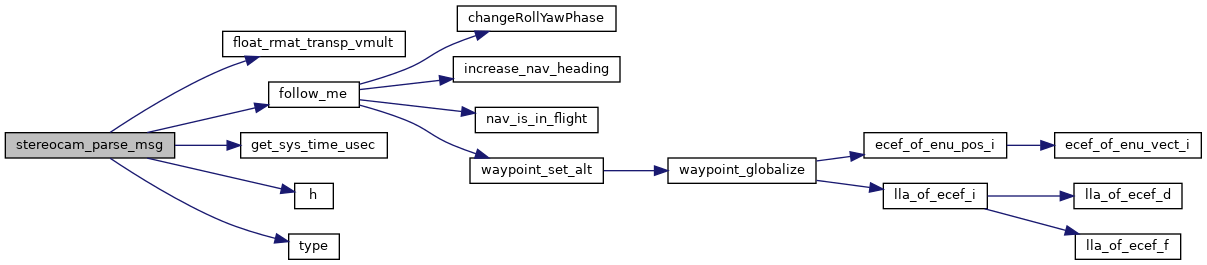 stereocam_parse_msg
float_rmat_transp_vmult
follow_me
get_sys_time_usec
h
type
changeRollYawPhase
increase_nav_heading
nav_is_in_flight
waypoint_set_alt
waypoint_globalize
ecef_of_enu_pos_i
lla_of_ecef_i
ecef_of_enu_vect_i
lla_of_ecef_d
lla_of_ecef_f